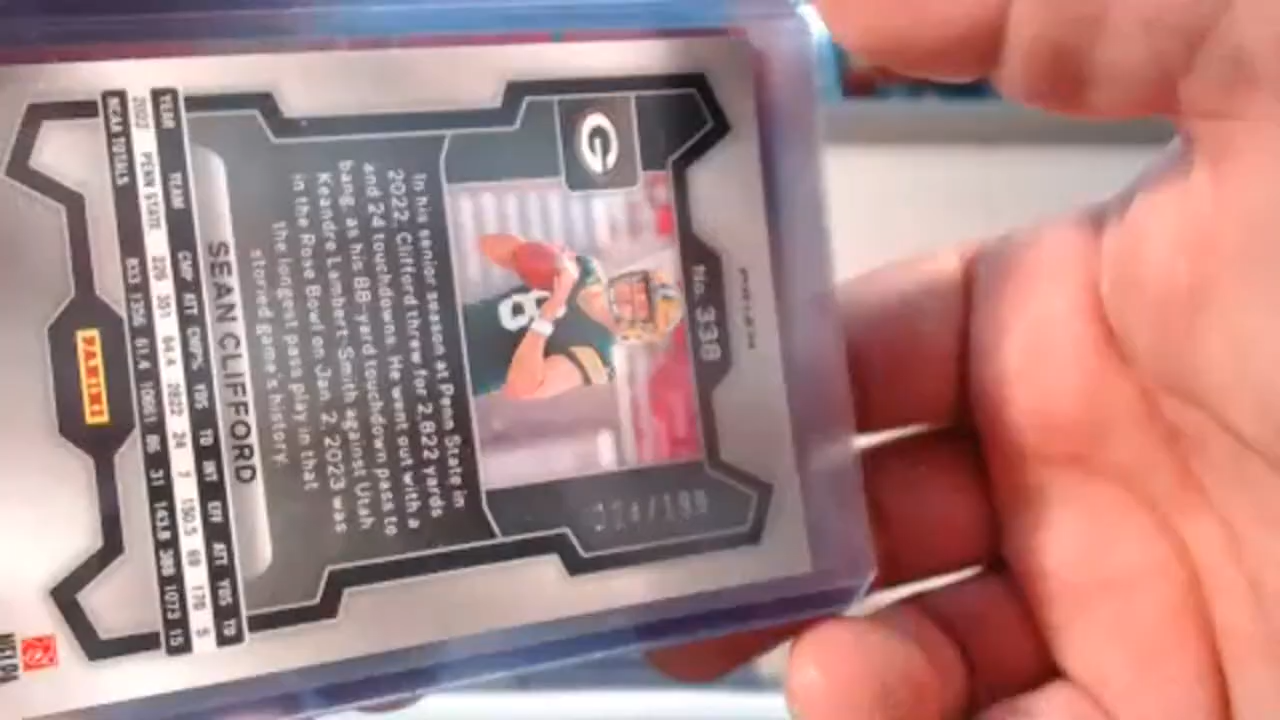 PRIZM
No. 338
G
8
In his senior season at Penn State in
2022, Clifford threw for 2,822 yards
and 24 touchdowns. He went out with a
bang, as his 88-yard touchdown pass to
Keandre Lambert-Smith against Utah
in the Rose Bowl on Jan. 2, 2023 was
the longest pass play in that
storied game's history.
SEAN CLIFFORD
YEAR TEAM CMP ATT CMP% YDS TD INT EFF ATT YDS TD
2022 PENN STATE 226 351 64.4 2822 24 7 150.5 69 176 5
NCAA TOTALS 833 1356 61.4 10661 86 31 143.8 388 1073 15
PANINI